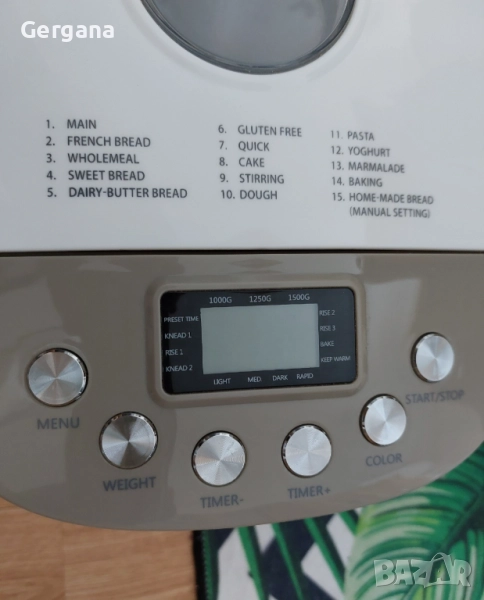 Gergana
1. MAIN
2. FRENCH BREAD
3. WHOLEMEAL
4. SWEET BREAD
5. DAIRY-BUTTER BREAD
6. GLUTEN FREE
7. QUICK
8. CAKE
9. STIRRING
10. DOUGH
11. PASTA
12. YOGHURT
13. MARMALADE
14. BAKING
15. HOME-MADE BREAD
(MANUAL SETTING)
1000G 1250G 1500G
PRESET TIME
KNEAD 1
RISE 1
KNEAD 2
RISE 2
RISE 3
BAKE
KEEP WARM
LIGHT MED. DARK RAPID
MENU
WEIGHT
TIMER-
TIMER+
COLOR
START/STOP
BAZAR